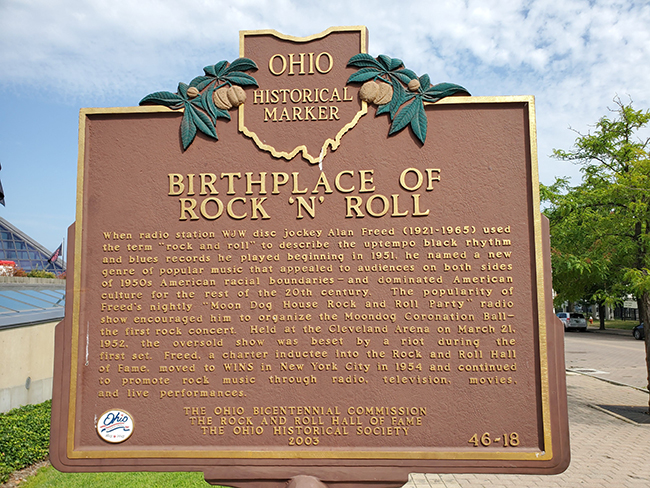 OHIO
HISTORICAL
MARKER
BIRTHPLACE OF
ROCK 'N' ROLL
When radio station WJW disc jockey Alan Freed (1921-1965) used
the term "rock and roll" to describe the uptempo black rhythm
and blues records he played beginning in 1951, he named a new
genre of popular music that appealed to audiences on both sides
of 1950s American racial boundaries–and dominated American
culture for the rest of the 20th century. The popularity of
Freed's nightly "Moon Dog House Rock and Roll Party" radio
show encouraged him to organize the Moondog Coronation Ball–
the first rock concert. Held at the Cleveland Arena on March 21,
1952, the oversold show was beset by a riot during the
first set. Freed, a charter inductee into the Rock and Roll Hall
of Fame, moved to WINS in New York City in 1954 and continued
to promote rock music through radio, television, movies,
and live performances.
THE OHIO BICENTENNIAL COMMISSION
THE ROCK AND ROLL HALL OF FAME
THE OHIO HISTORICAL SOCIETY
2003
46-18
Ohio